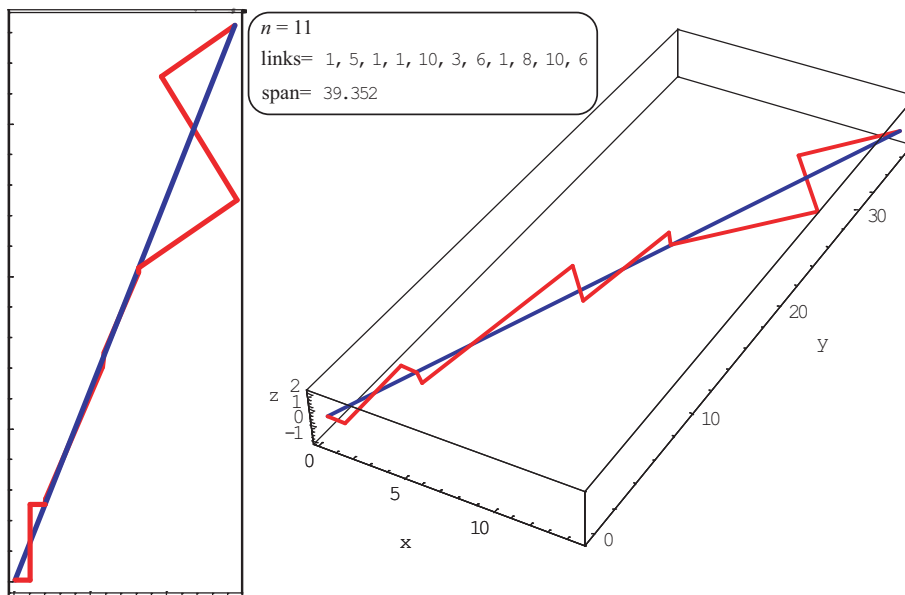 n = 11
links= 1, 5, 1, 1, 10, 3, 6, 1, 8, 10, 6
span= 39.352
z
2
1
0
-1
0
5
10
x
0
10
20
30
y